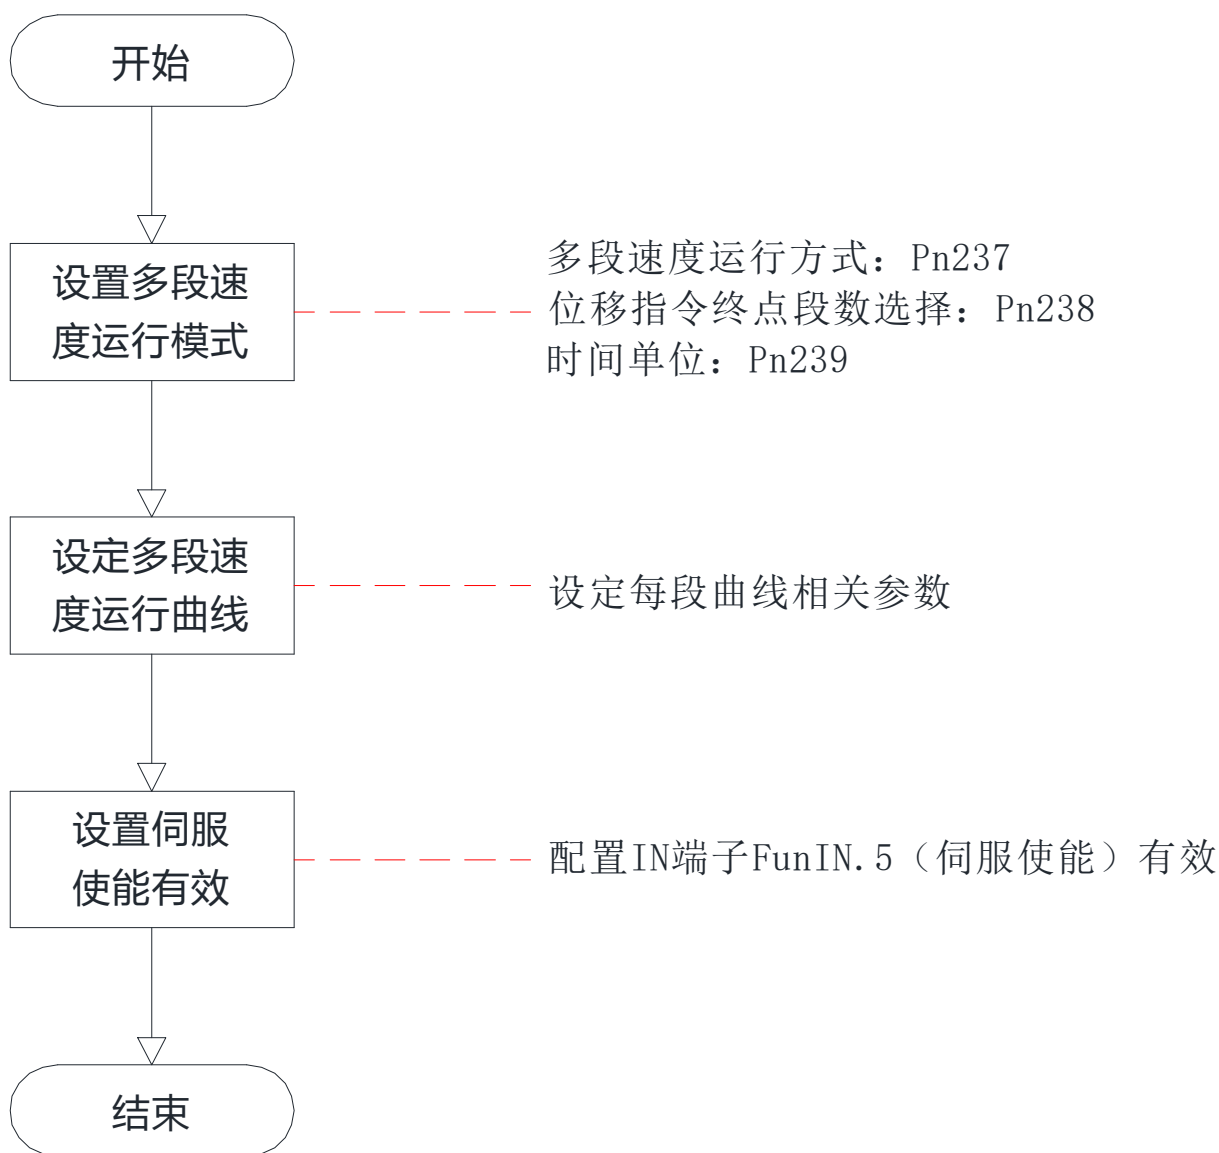 开始
设置多段速
度运行模式
多段速度运行方式：Pn237
位移指令终点段数选择：Pn238
时间单位：Pn239
设定多段速
度运行曲线
设定每段曲线相关参数
设置伺服
使能有效
配置IN端子FunIN.5（伺服使能）有效
结束